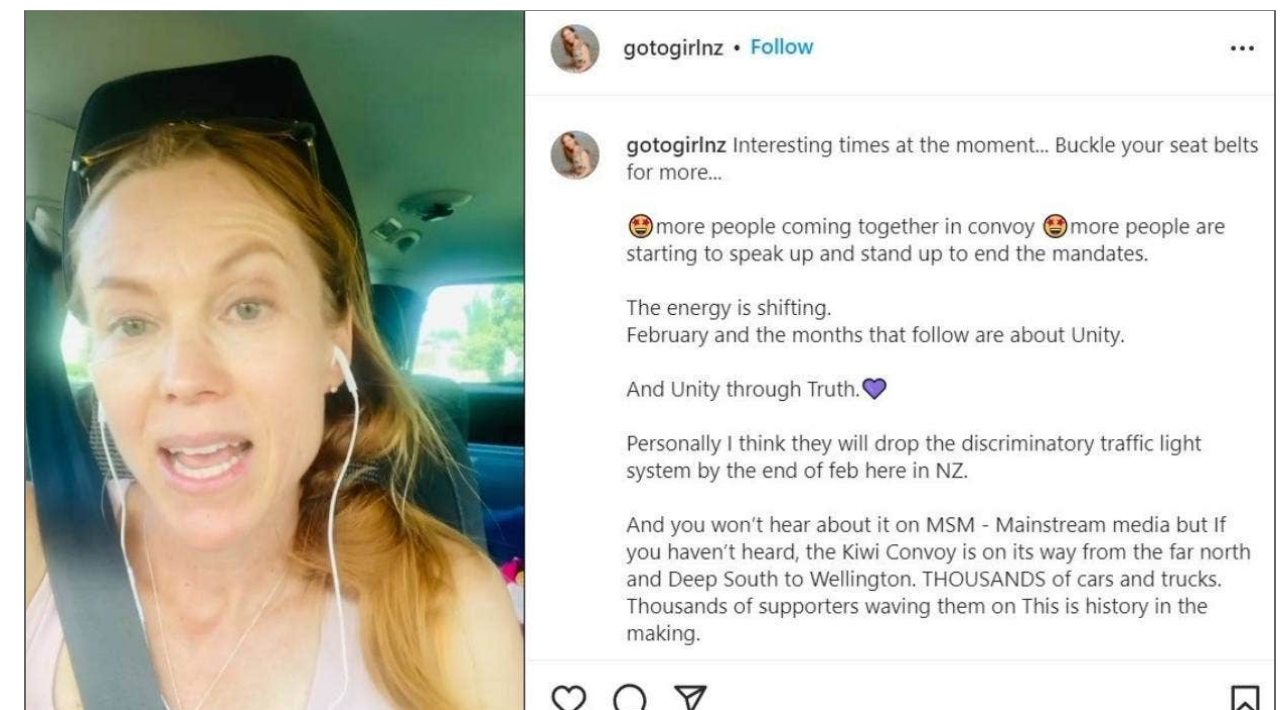 gotogirlnz • Follow
gotogirlnz Interesting times at the moment... Buckle your seat belts
for more...
🤩more people coming together in convoy 🤩more people are
starting to speak up and stand up to end the mandates.
The energy is shifting.
February and the months that follow are about Unity.
And Unity through Truth.💜
Personally I think they will drop the discriminatory traffic light
system by the end of feb here in NZ.
And you won't hear about it on MSM - Mainstream media but If
you haven't heard, the Kiwi Convoy is on its way from the far north
and Deep South to Wellington. THOUSANDS of cars and trucks.
Thousands of supporters waving them on This is history in the
making.